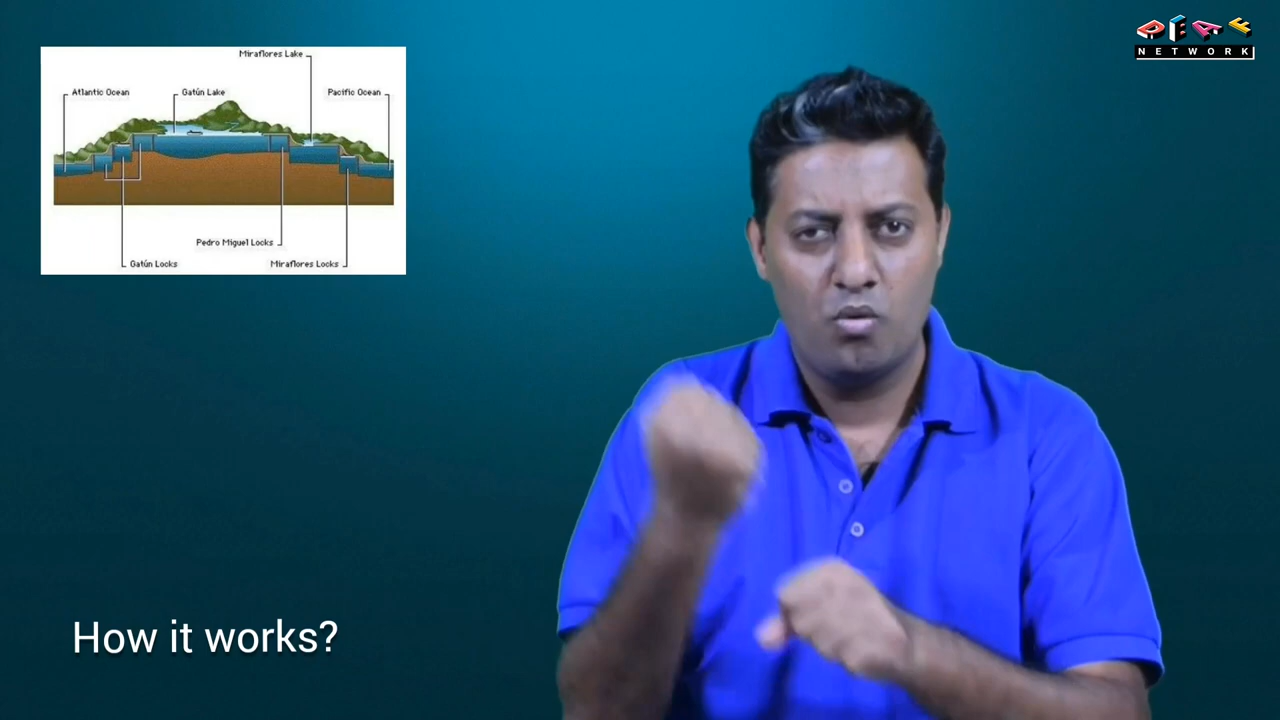 DEAF
NETWORK
Miraflores Lake
Atlantic Ocean
Gatún Lake
Pacific Ocean
Pedro Miguel Locks
Gatún Locks
Miraflores Locks
How it works?